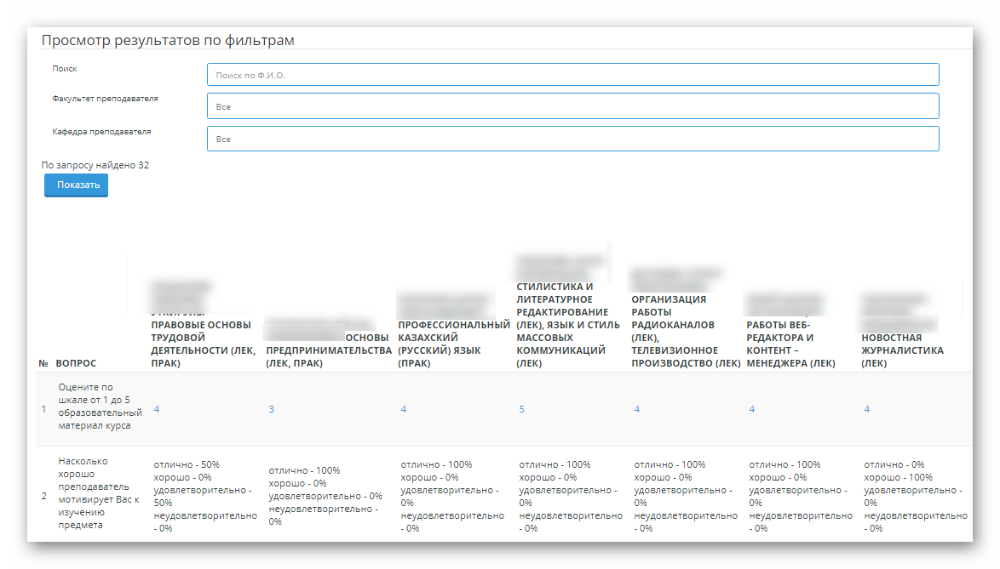 Просмотр результатов по фильтрам
Поиск
Поиск по Ф.И.О.
Факультет преподавателя
Все
Кафедра преподавателя
Все
По запросу найдено 32
Показать
№
ВОПРОС
ПРАВОВЫЕ ОСНОВЫ
ТРУДОВОЙ
ДЕЯТЕЛЬНОСТИ (ЛЕК,
ПРАК)
ОСНОВЫ
ПРЕДПРИНИМАТЕЛЬСТВА
(ЛЕК, ПРАК)
ПРОФЕССИОНАЛЬНЫЙ
КАЗАХСКИЙ
(РУССКИЙ) ЯЗЫК
(ПРАК)
СТИЛИСТИКА И
ЛИТЕРАТУРНОЕ
РЕДАКТИРОВАНИЕ
(ЛЕК), ЯЗЫК И СТИЛЬ
МАССОВЫХ
КОММУНИКАЦИЙ
(ЛЕК)
ОРГАНИЗАЦИЯ
РАБОТЫ
РАДИОКАНАЛОВ
(ЛЕК),
ТЕЛЕВИЗИОННОЕ
ПРОИЗВОДСТВО (ЛЕК)
РАБОТЫ ВЕБ-
РЕДАКТОРА И
КОНТЕНТ –
МЕНЕДЖЕРА (ЛЕК)
НОВОСТНАЯ
ЖУРНАЛИСТИКА
(ЛЕК)
1
Оцените по
шкале от 1 до 5
образовательный
материал курса
4
3
4
5
4
4
4
2
Насколько
хорошо
преподаватель
мотивирует Вас к
изучению
предмета
отлично - 50%
хорошо - 0%
удовлетворительно -
50%
неудовлетворительно
- 0%
отлично - 100%
хорошо - 0%
удовлетворительно - 0%
неудовлетворительно -
0%
отлично - 100%
хорошо - 0%
удовлетворительно -
0%
неудовлетворительно
- 0%
отлично - 100%
хорошо - 0%
удовлетворительно -
0%
неудовлетворительно
- 0%
отлично - 100%
хорошо - 0%
удовлетворительно -
0%
неудовлетворительно
- 0%
отлично - 100%
хорошо - 0%
удовлетворительно -
0%
неудовлетворительно
- 0%
отлично - 0%
хорошо - 100%
удовлетворительно -
0%
неудовлетворительно
- 0%